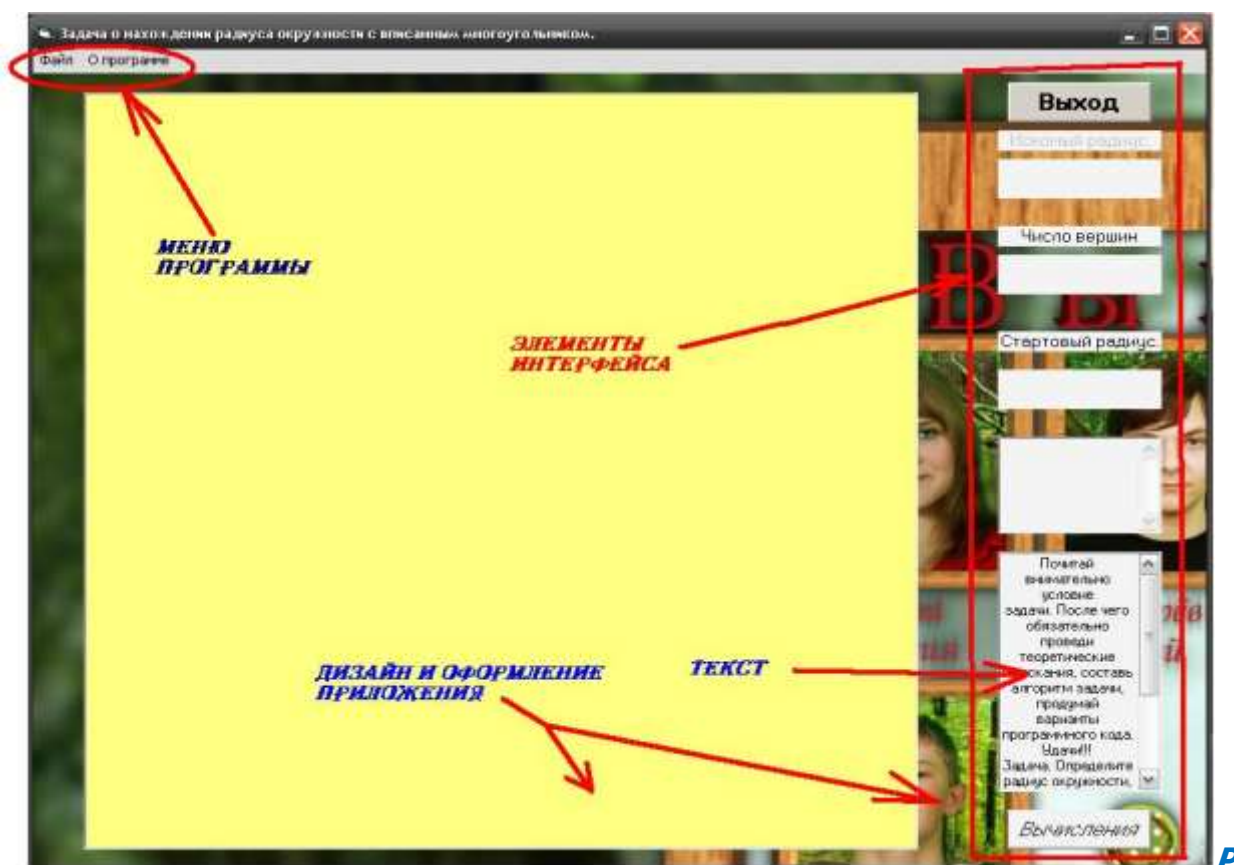 Задача о нахождении радиуса окружности с вписанным многоугольником.
Файл О программе
Выход
Искомый радиус
МЕНЮ
ПРОГРАММЫ
Число вершин
ЭЛЕМЕНТЫ
ИНТЕРФЕЙСА
Стартовый радиус
Почитай
внимательно
условие
задачи. После чего
обязательно
проведи
теоретические
составь
алгоритм задачи,
продумай
варианты
программного кода.
Удачи!!!
Задача. Определите
радиус окружности,
ДИЗАЙН И ОФОРМЛЕНИЕ
ПРИЛОЖЕНИЯ
ТЕКСТ
Вычисления